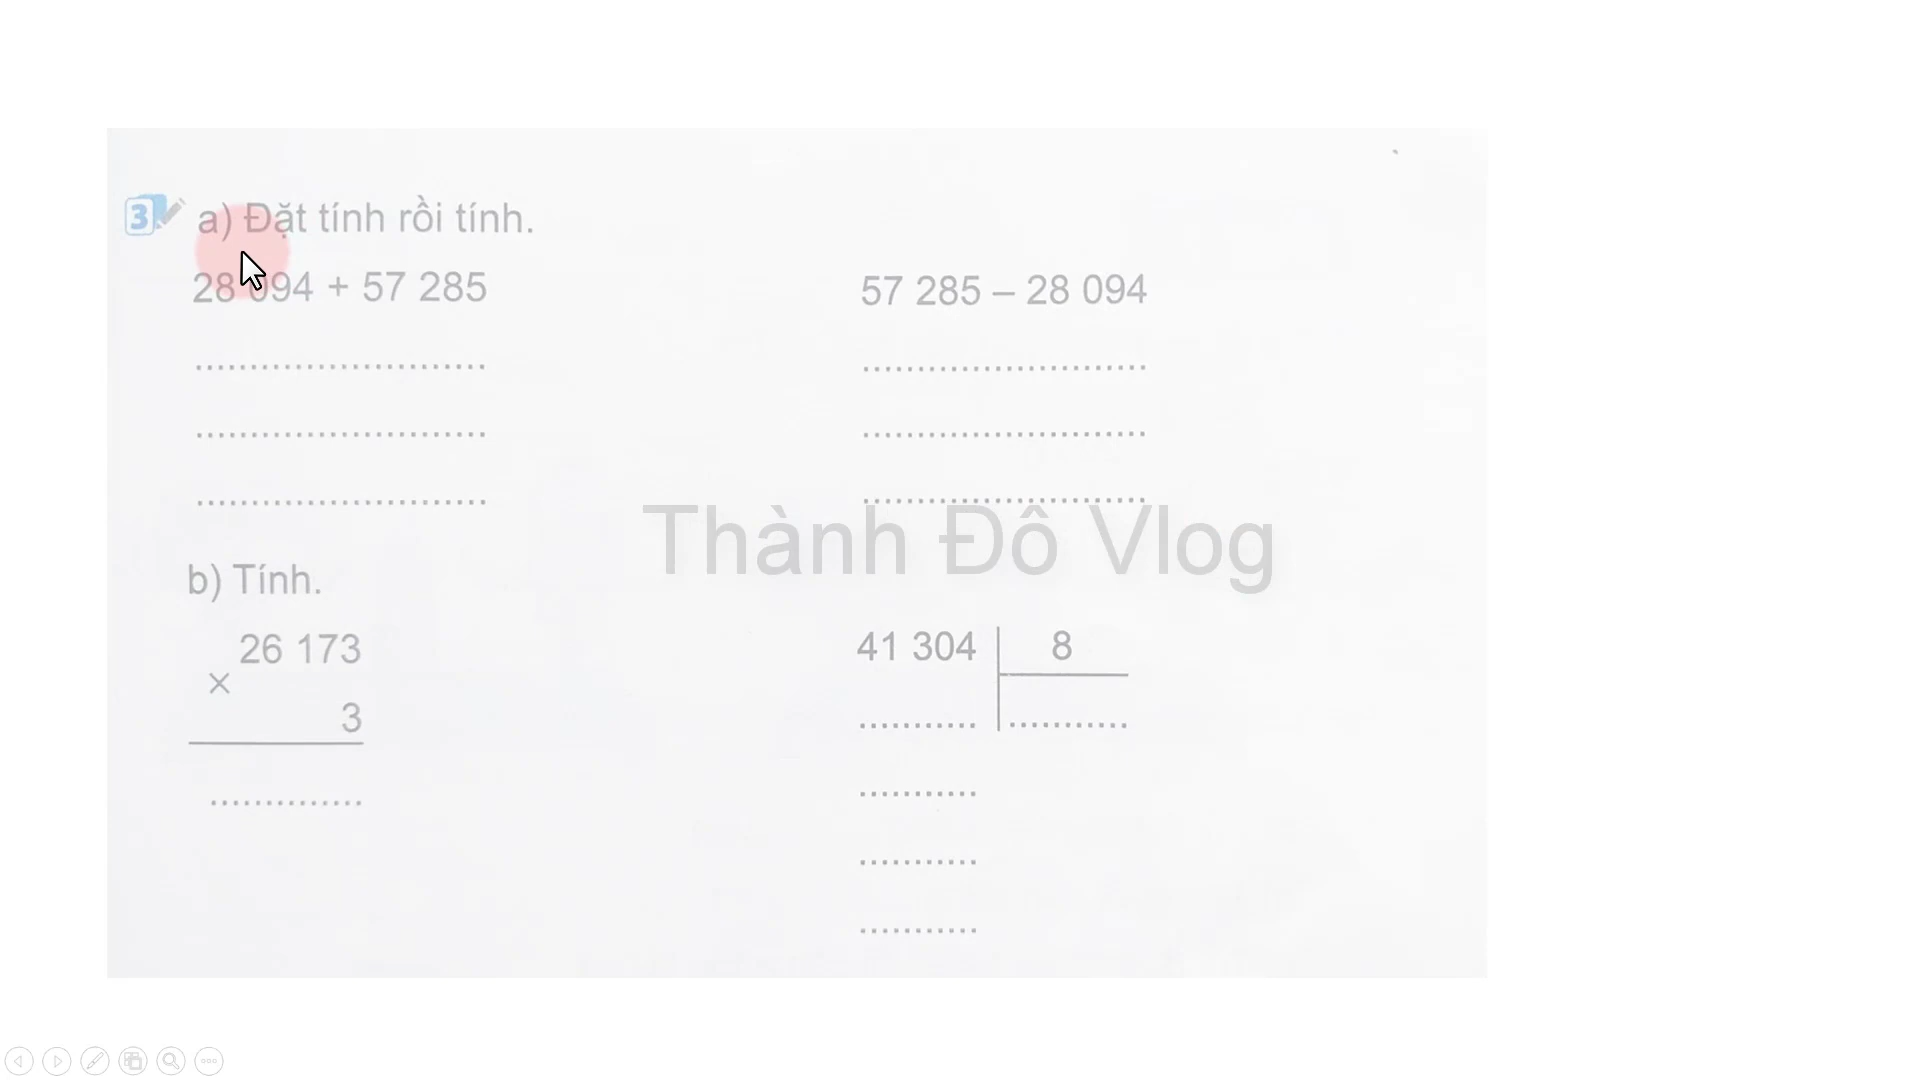 3 a) Đặt tính rồi tính.
28 094 + 57 285
57 285 – 28 094
..........................
..........................
..........................
..........................
..........................
..........................
Thành Đô Vlog
b) Tính.
26 173
×
3
..............
41 304 8
........... ...........
...........
...........
...........